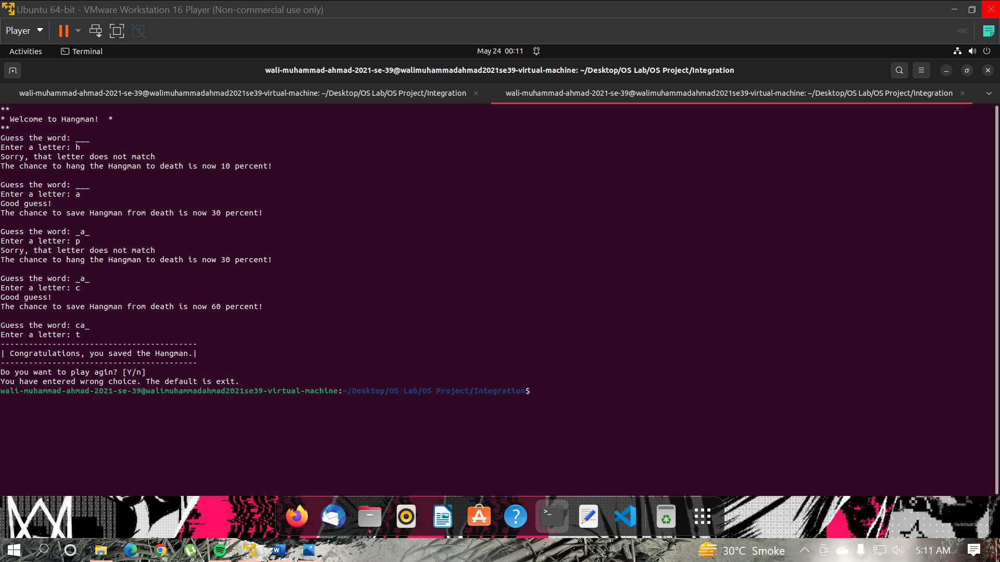 Ubuntu 64-bit - VMware Workstation 16 Player (Non-commercial use only)
Player
Activities
Terminal
May 24 00:11
wali-muhammad-ahmad-2021-se-39@walimuhammadahmad2021se39-virtual-machine: ~/Desktop/OS Lab/OS Project/Integration
wali-muhammad-ahmad-2021-se-39@walimuhammadahmad2021se39-virtual-machine: ~/Desktop/OS Lab/OS Project/Integration
wali-muhammad-ahmad-2021-se-39@walimuhammadahmad2021se39-virtual-machine: ~/Desktop/OS Lab/OS Project/Integration
**
* Welcome to Hangman!  *
**
Guess the word: ___
Enter a letter: h
Sorry, that letter does not match
The chance to hang the Hangman to death is now 10 percent!
Guess the word: ___
Enter a letter: a
Good guess!
The chance to save Hangman from death is now 30 percent!
Guess the word: _a_
Enter a letter: p
Sorry, that letter does not match
The chance to hang the Hangman to death is now 30 percent!
Guess the word: _a_
Enter a letter: c
Good guess!
The chance to save Hangman from death is now 60 percent!
Guess the word: ca_
Enter a letter: t
------------------------------------------
| Congratulations, you saved the Hangman.|
------------------------------------------
Do you want to play agin? [Y/n]
You have entered wrong choice. The default is exit.
wali-muhammad-ahmad-2021-se-39@walimuhammadahmad2021se39-virtual-machine:~/Desktop/OS Lab/OS Project/Integration$
30°C Smoke
5:11 AM